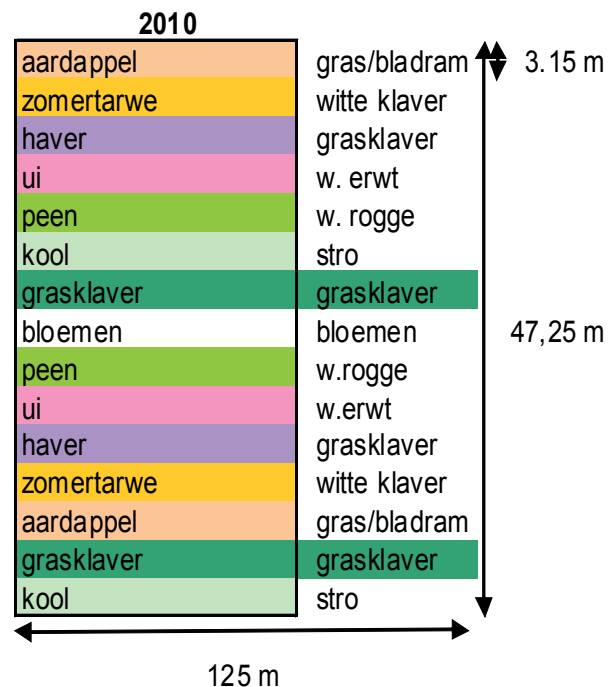 2010
aardappel gras/bladram 3.15 m
zomertarwe witte klaver
haver grasklaver
ui w. erwt
peen w. rogge
kool stro
grasklaver grasklaver
bloemen bloemen 47,25 m
peen w.rogge
ui w.erwt
haver grasklaver
zomertarwe witte klaver
aardappel gras/bladram
grasklaver grasklaver
kool stro
125 m